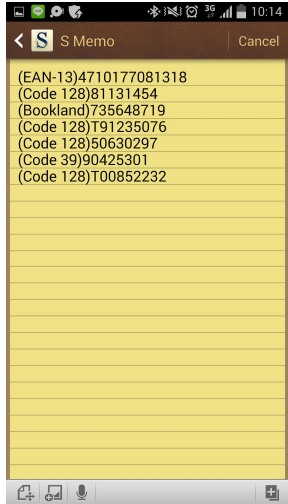 3G 10:14
S S Memo Cancel
(EAN-13)4710177081318
(Code 128)81131454
(Bookland)735648719
(Code 128)T91235076
(Code 128)50630297
(Code 39)90425301
(Code 128)T00852232